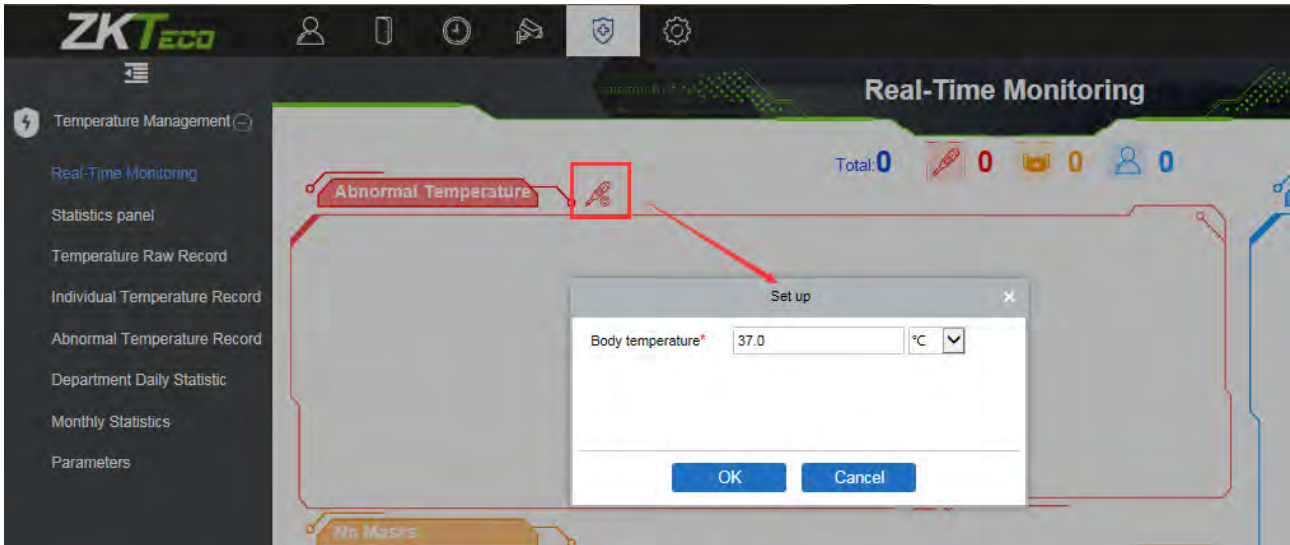 ZKTeco
Real-Time Monitoring
Temperature Management
Real-Time Monitoring
Statistics panel
Temperature Raw Record
Individual Temperature Record
Abnormal Temperature Record
Department Daily Statistic
Monthly Statistics
Parameters
Total:0 0 0 0
Abnormal Temperature
Set up ×
Body temperature* 37.0 ℃
OK Cancel
No Masks